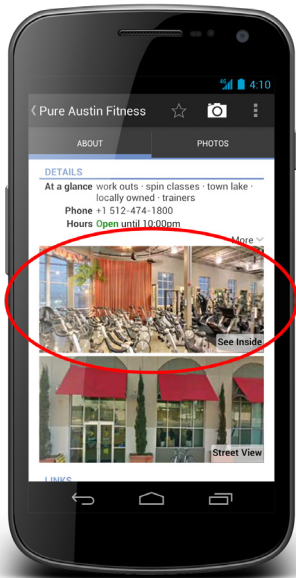 4G 4:10
Pure Austin Fitness
ABOUT PHOTOS
DETAILS
At a glance work outs · spin classes · town lake ·
locally owned · trainers
Phone +1 512-474-1800
Hours Open until 10:00pm
More
See Inside
Street View
LINKS